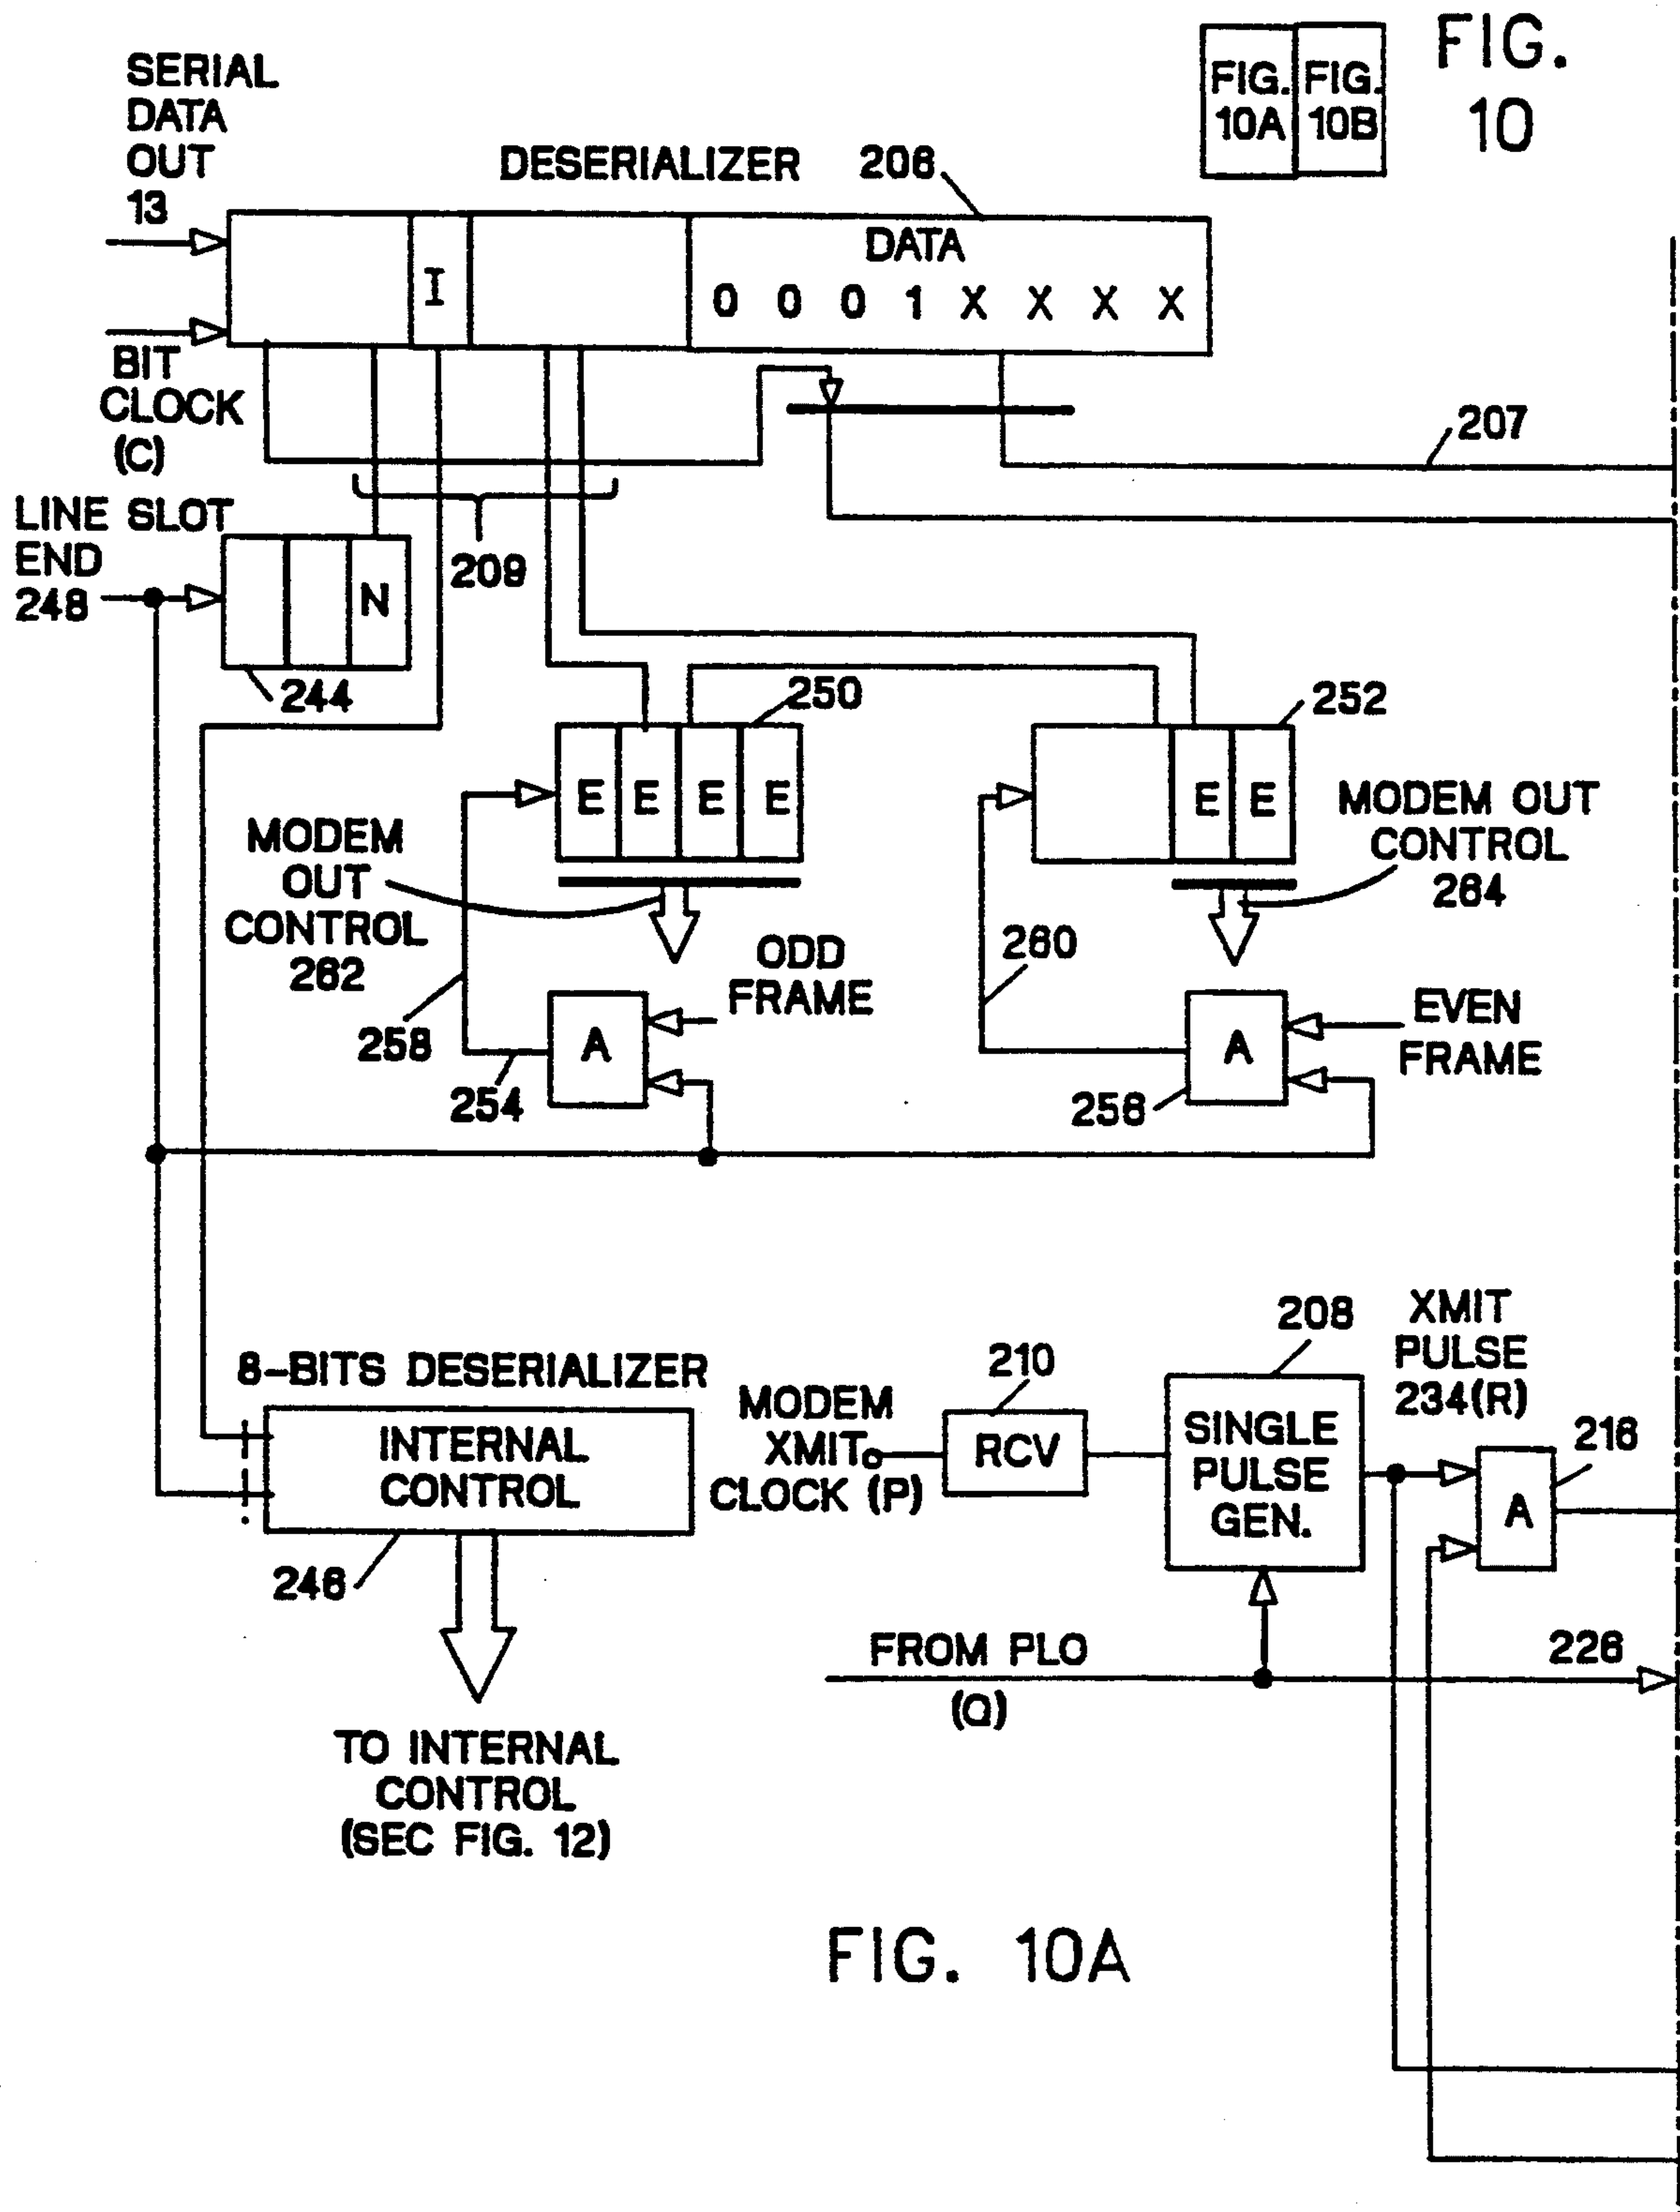 FIG.
10
FIG.
10A
FIG.
10B
SERIAL
DATA
OUT
13
DESERIALIZER 206
I
DATA
0 0 0 1 X X X X
BIT
CLOCK
(C)
207
LINE SLOT
END
248
209
N
244
250
252
E E E E
E E
MODEM
OUT
CONTROL
262
MODEM OUT
CONTROL
264
258
260
ODD
FRAME
EVEN
FRAME
A
A
254
256
208
XMIT
PULSE
234(R)
210
8-BITS DESERIALIZER
INTERNAL
CONTROL
MODEM
XMIT
CLOCK (P)
RCV
SINGLE
PULSE
GEN.
216
A
246
FROM PLO
(Q)
226
TO INTERNAL
CONTROL
(SEC FIG. 12)
FIG. 10A